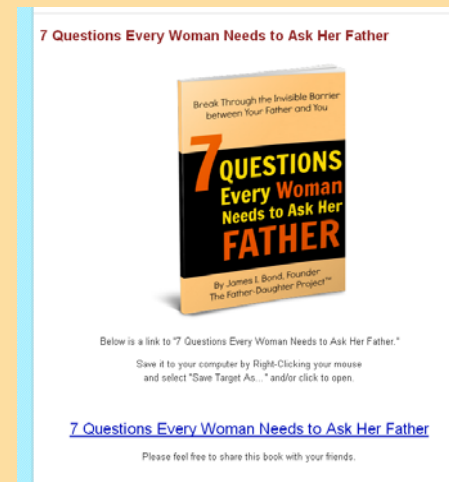 7 Questions Every Woman Needs to Ask Her Father
Break Through the Invisible Barrier
between Your Father and You
7 QUESTIONS
Every Woman
Needs to Ask Her
FATHER
By James I. Bond, Founder
The Father-Daughter Project™
Below is a link to "7 Questions Every Woman Needs to Ask Her Father."
Save it to your computer by Right-Clicking your mouse
and select "Save Target As..." and/or click to open.
7 Questions Every Woman Needs to Ask Her Father
Please feel free to share this book with your friends.